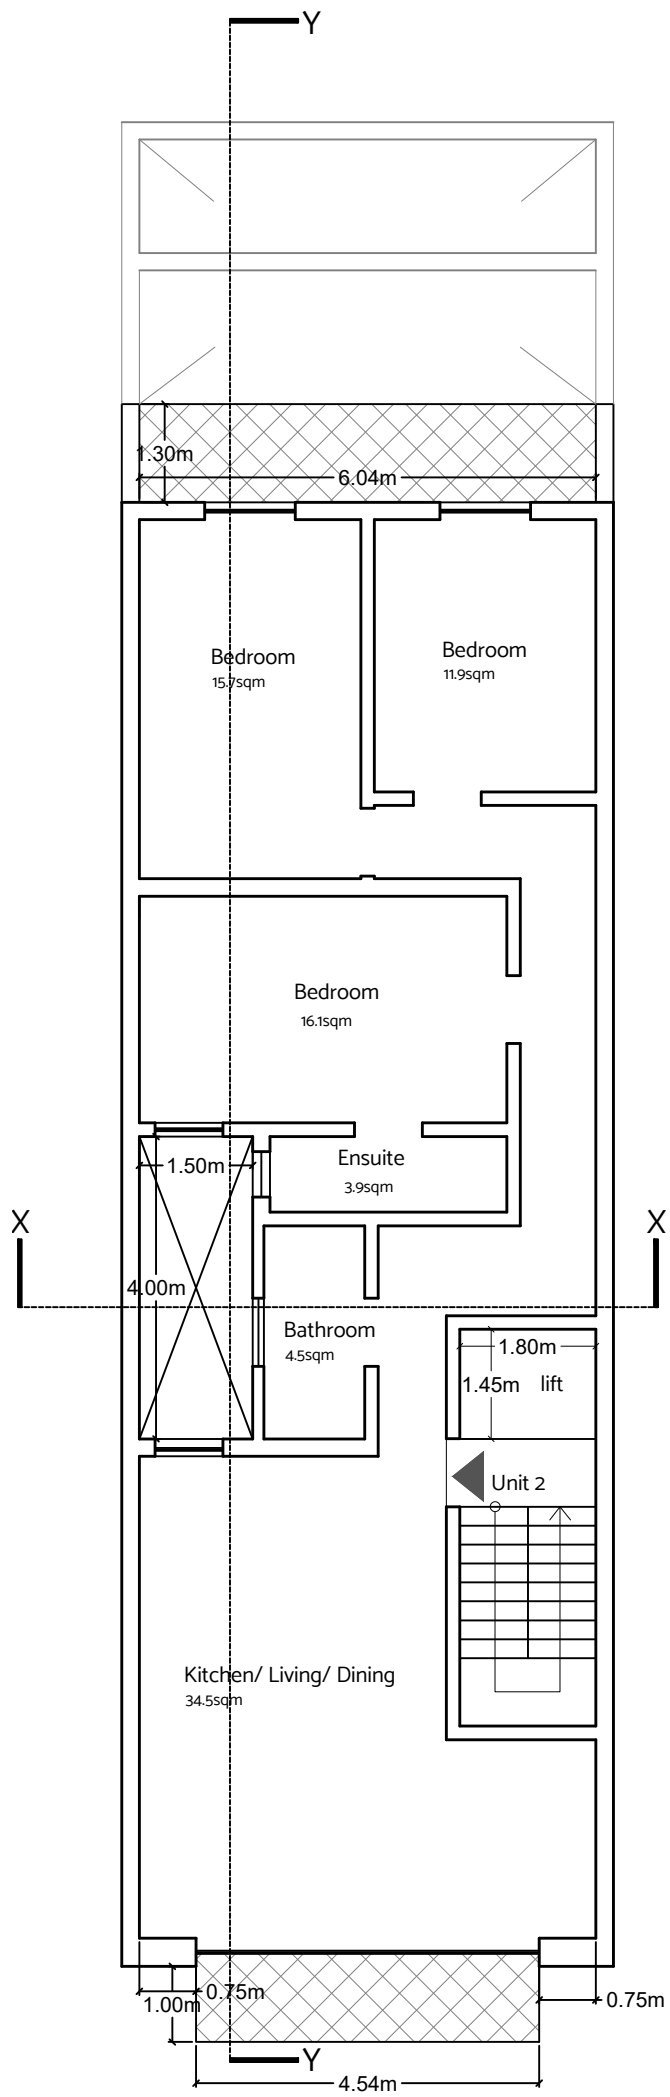 Y
1.30m
6.04m
Bedroom
15.7sqm
Bedroom
11.9sqm
Bedroom
16.1sqm
Ensuite
3.9sqm
1.50m
X
X
4.00m
Bathroom
4.5sqm
1.80m
1.45m
lift
Unit 2
Kitchen/ Living/ Dining
34.5sqm
0.75m
1.00m
0.75m
Y
4.54m